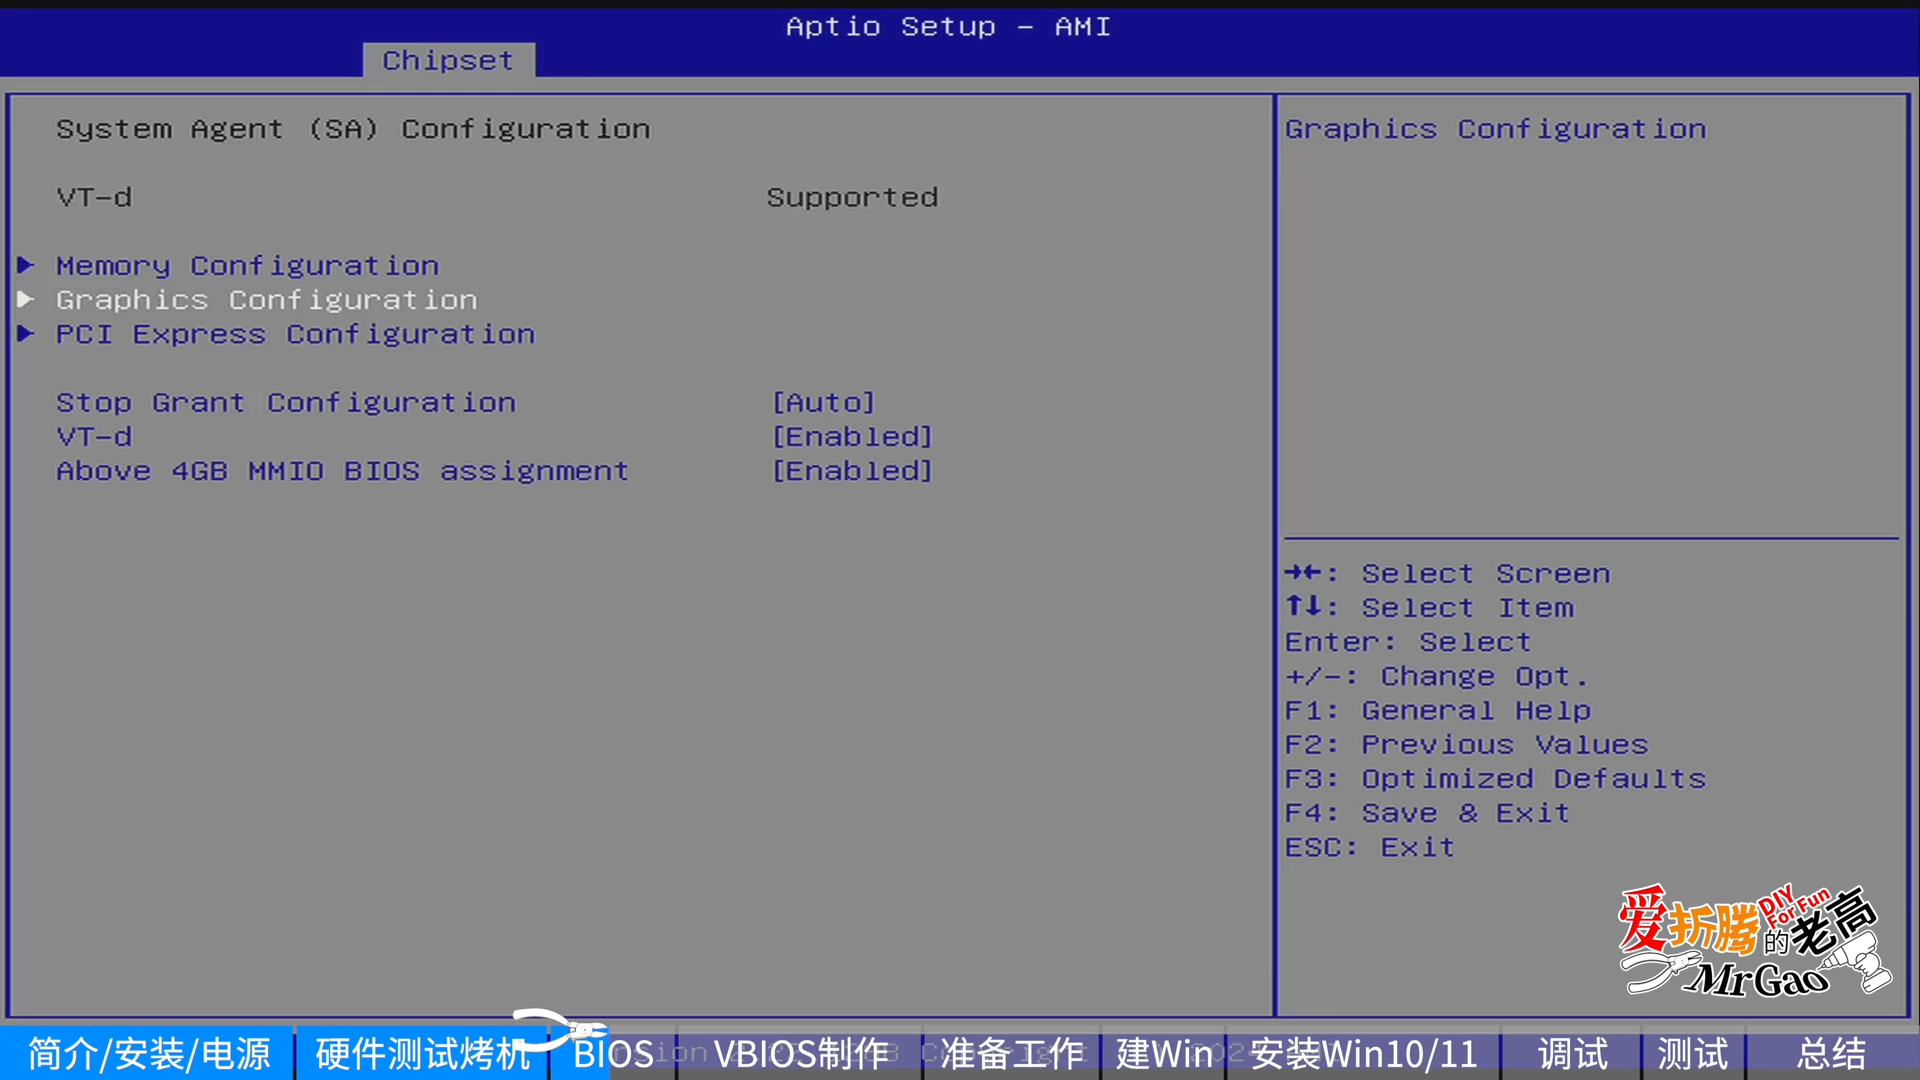 Aptio Setup - AMI
Chipset
System Agent (SA) Configuration
VT-d Supported
Memory Configuration
Graphics Configuration
PCI Express Configuration
Stop Grant Configuration [Auto]
VT-d [Enabled]
Above 4GB MMIO BIOS assignment [Enabled]
Graphics Configuration
→←: Select Screen
↑↓: Select Item
Enter: Select
+/-: Change Opt.
F1: General Help
F2: Previous Values
F3: Optimized Defaults
F4: Save & Exit
ESC: Exit
爱折腾的老高
DIY For Fun
MrGao
简介/安装/电源 硬件测试烤机 BIOS VBIOS制作 准备工作 建Win 安装Win10/11 调试 测试 总结